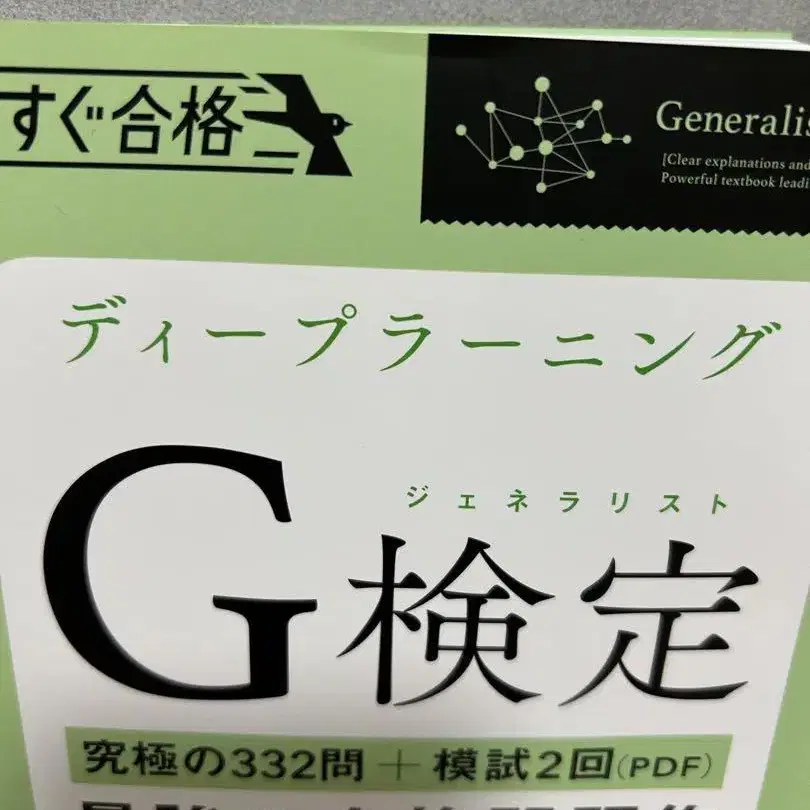 すぐ合格
Generalis
[Clear explanations and
Powerful textbook leadi
ディープラーニング
ジェネラリスト
G検定
究極の332問+模試2回(PDF)